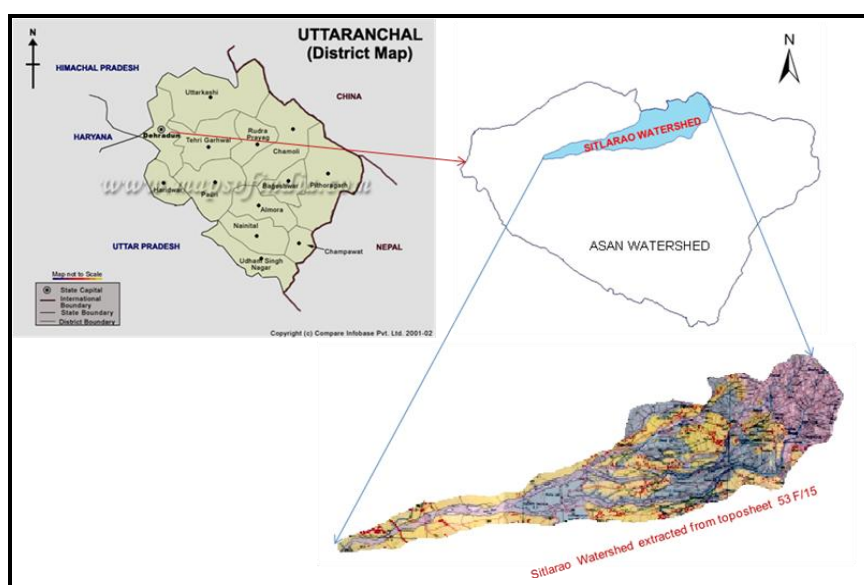 UTTARANCHAL
(District Map)
N
HIMACHAL PRADESH
CHINA
Uttarkashi
Dehradun
HARYANA
Tehri Garhwal
Rudra
Prayag
Chamoli
www.mapsofindia.com
Haridwar
Pauri
Bageshwar
Pithoragarh
Almora
Nainital
UTTAR PRADESH
NEPAL
Champawat
Udham Singh
Nagar
Map not to Scale
State Capital
International
Boundary
State Boundary
District Boundary
Copyright (c) Compare Infobase Pvt. Ltd. 2001-02
N
SITLARAO WATERSHED
ASAN WATERSHED
Sitlarao Watershed extracted from toposheet 53 F/15